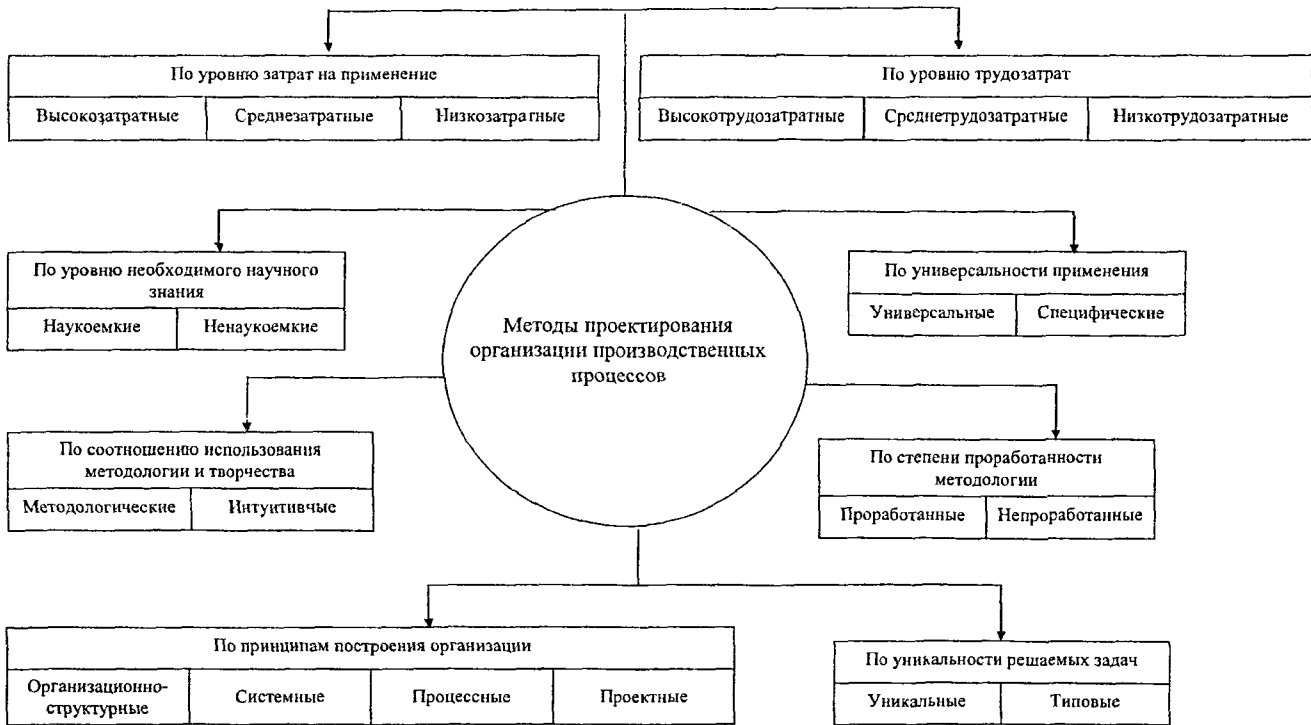 По уровню затрат на применение
Высокозатратные
Среднезатратные
Низкозатратные
По уровню трудозатрат
Высокотрудозатратные
Среднетрудозатратные
Низкотрудозатратные
По уровню необходимого научного
знания
Наукоемкие
Ненаукоемкие
По универсальности применения
Универсальные
Специфические
Методы проектирования
организации производственных
процессов
По соотношению использования
методологии и творчества
Методологические
Интуитивные
По степени проработанности
методологии
Проработанные
Непроработанные
По принципам построения организации
Организационно-
структурные
Системные
Процессные
Проектные
По уникальности решаемых задач
Уникальные
Типовые